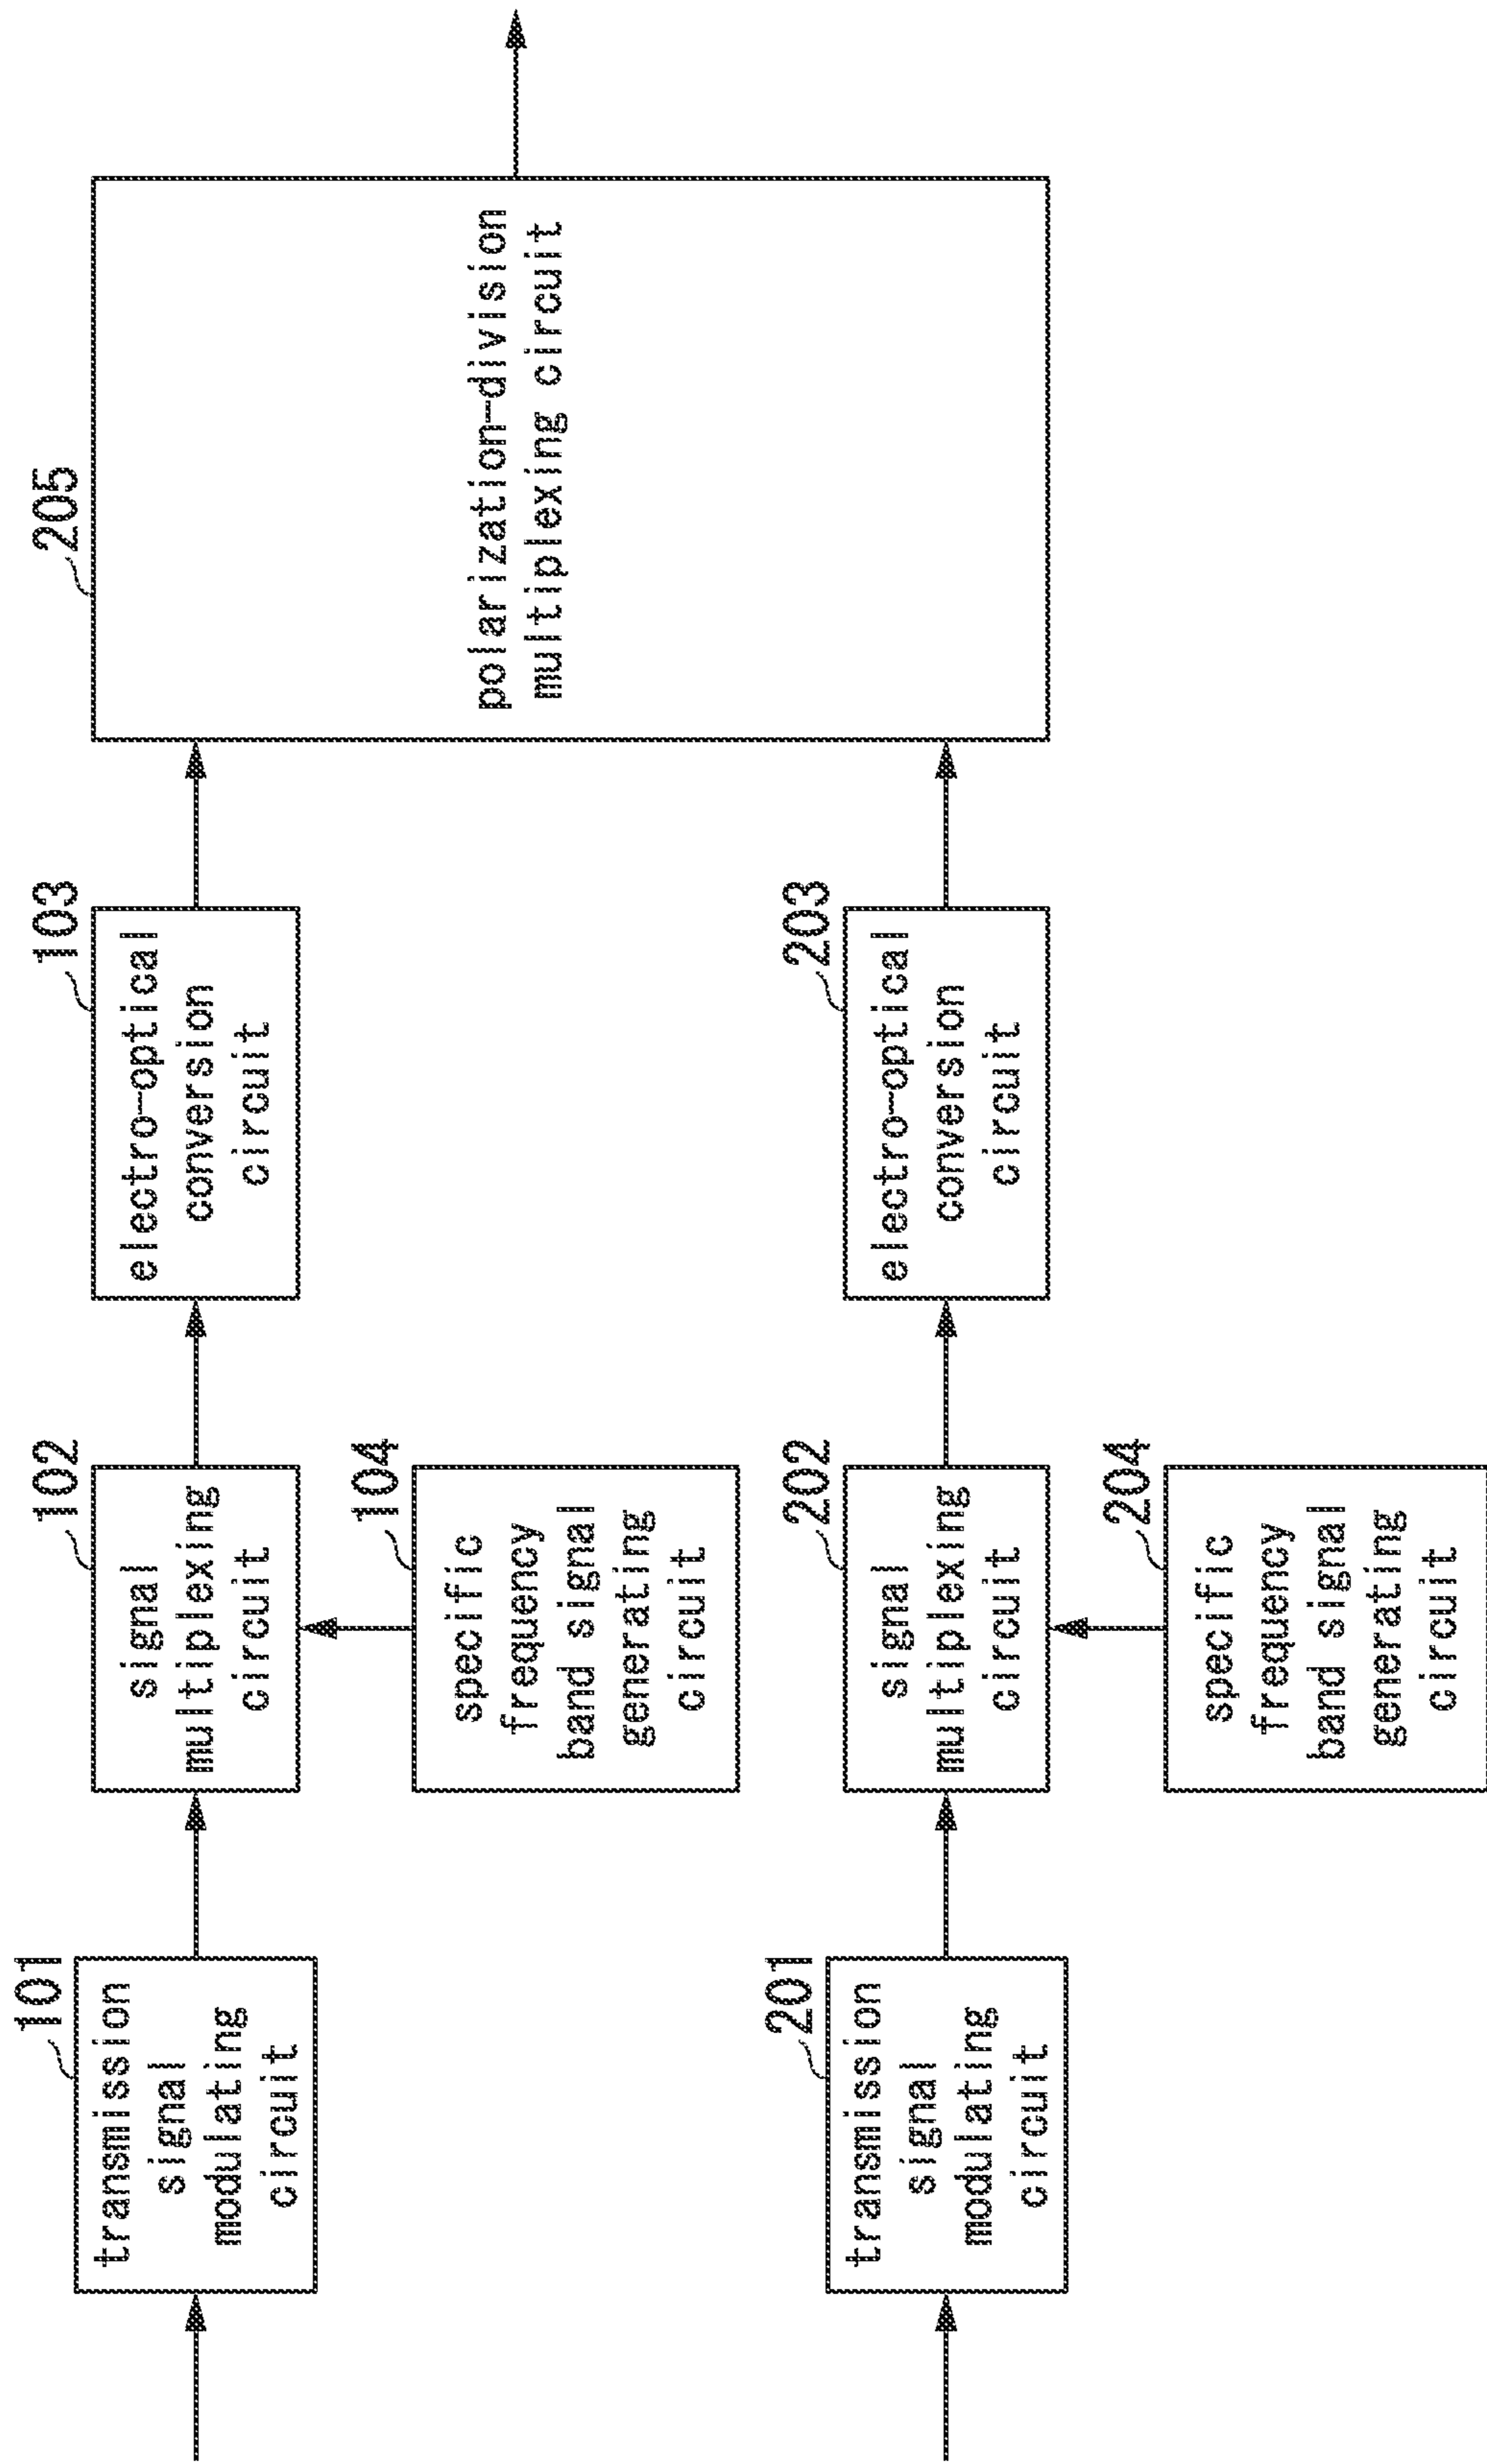 101
transmission
signal
modulating
circuit
102
signal
multiplexing
circuit
104
specific
frequency
band signal
generating
circuit
103
electro-optical
conversion
circuit
205
polarization-division
multiplexing circuit
201
transmission
signal
modulating
circuit
202
signal
multiplexing
circuit
204
specific
frequency
band signal
generating
circuit
203
electro-optical
conversion
circuit